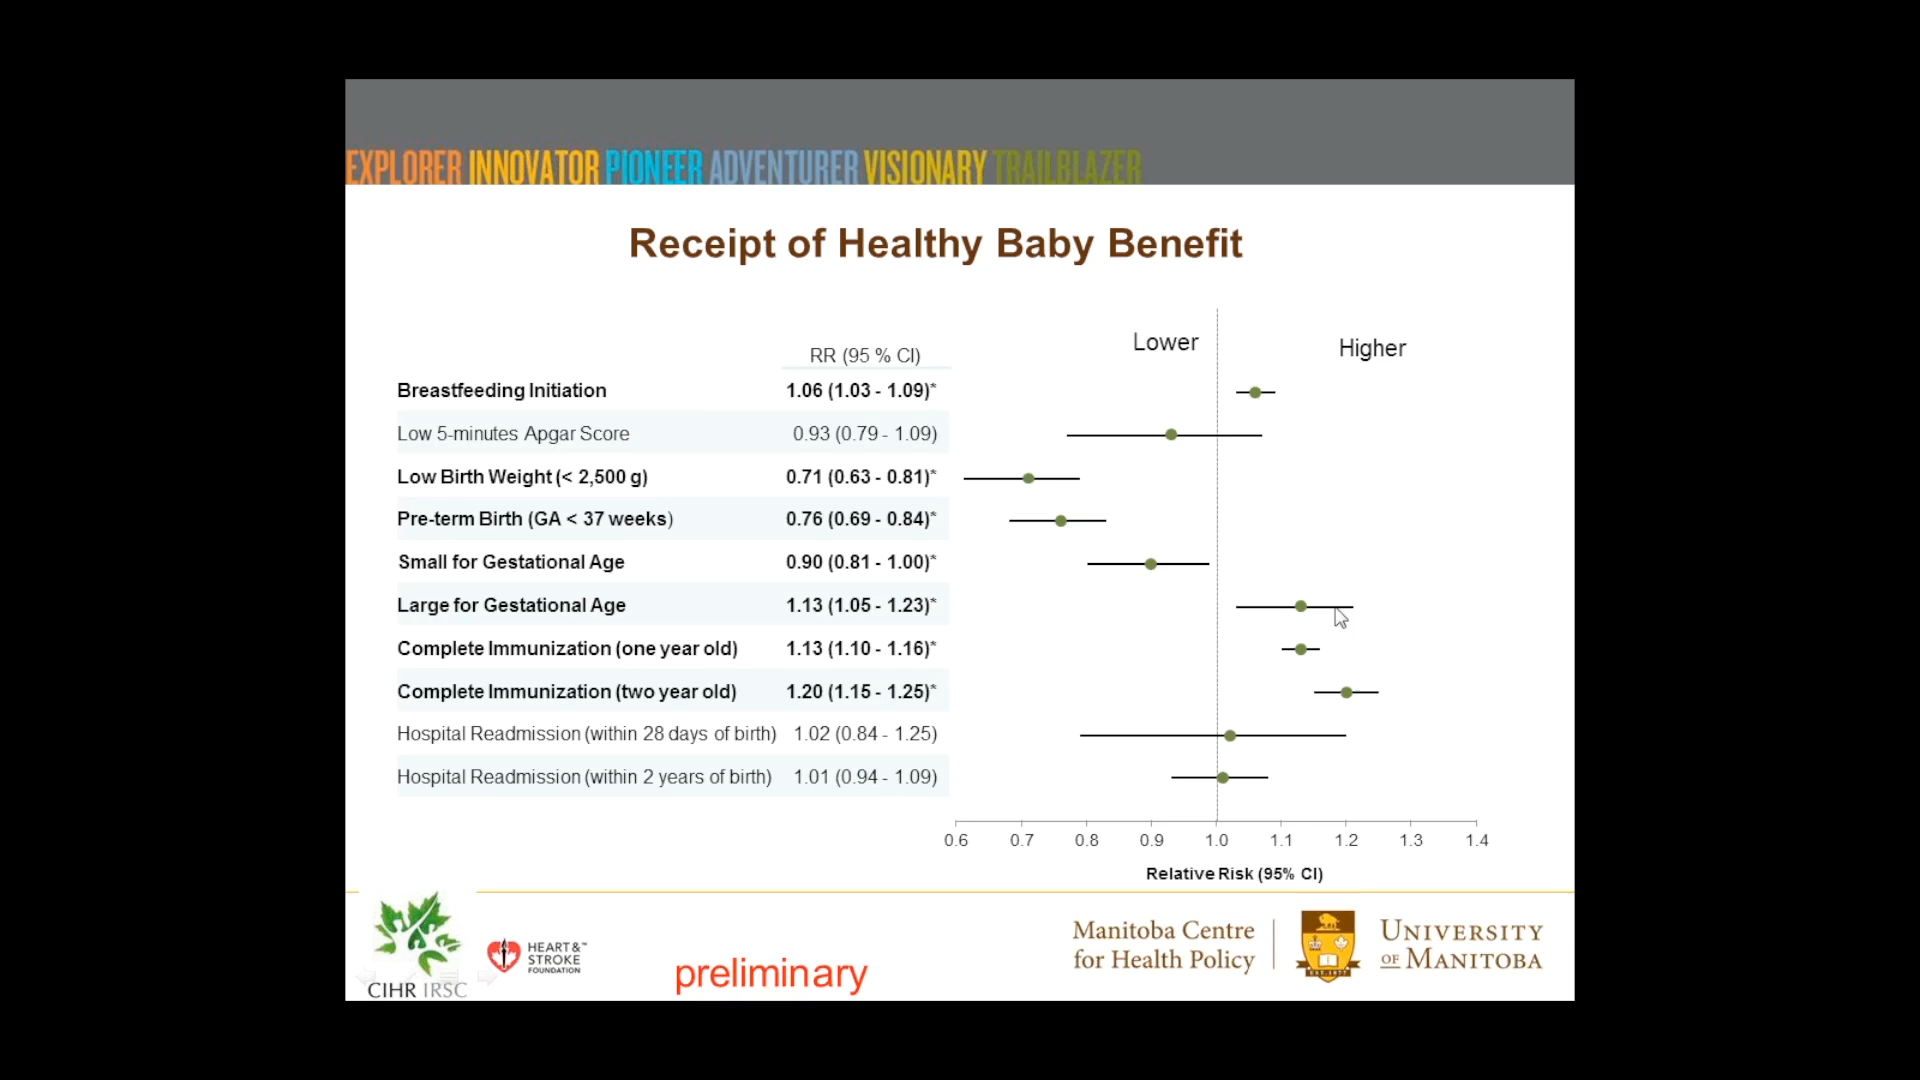 EXPLORER INNOVATOR PIONEER ADVENTURER VISIONARY TRAILBLAZER
Receipt of Healthy Baby Benefit
Lower Higher
RR (95 % CI)
Breastfeeding Initiation 1.06 (1.03 - 1.09)*
Low 5-minutes Apgar Score 0.93 (0.79 - 1.09)
Low Birth Weight (< 2,500 g) 0.71 (0.63 - 0.81)*
Pre-term Birth (GA < 37 weeks) 0.76 (0.69 - 0.84)*
Small for Gestational Age 0.90 (0.81 - 1.00)*
Large for Gestational Age 1.13 (1.05 - 1.23)*
Complete Immunization (one year old) 1.13 (1.10 - 1.16)*
Complete Immunization (two year old) 1.20 (1.15 - 1.25)*
Hospital Readmission (within 28 days of birth) 1.02 (0.84 - 1.25)
Hospital Readmission (within 2 years of birth) 1.01 (0.94 - 1.09)
0.6 0.7 0.8 0.9 1.0 1.1 1.2 1.3 1.4
Relative Risk (95% CI)
CIHR IRSC
HEART &™
STROKE
FOUNDATION
preliminary
Manitoba Centre
for Health Policy
UNIVERSITY
OF MANITOBA